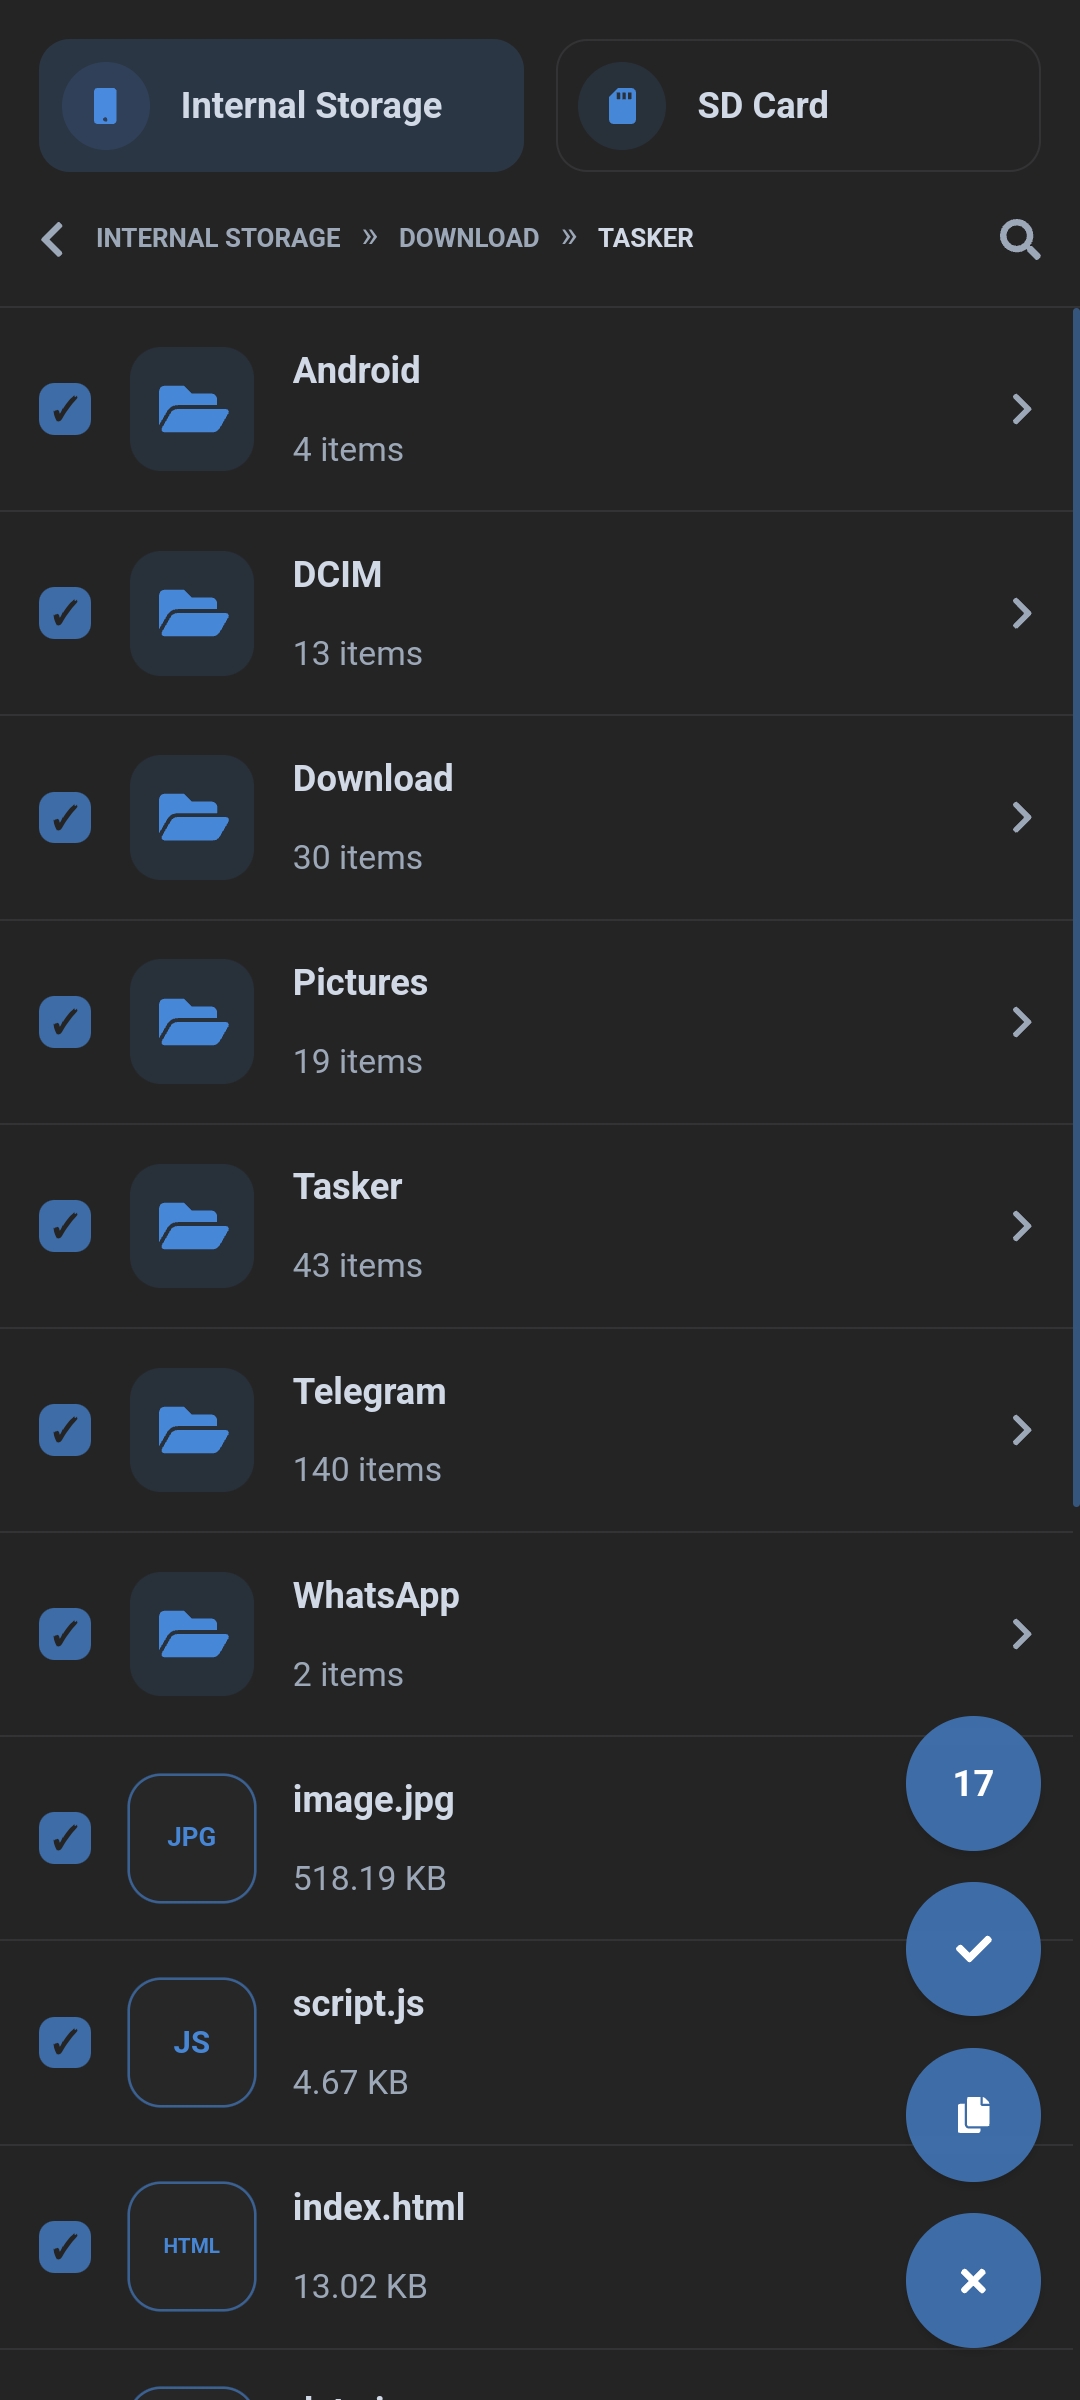 Internal Storage
SD Card
INTERNAL STORAGE » DOWNLOAD » TASKER
Android
4 items
DCIM
13 items
Download
30 items
Pictures
19 items
Tasker
43 items
Telegram
140 items
WhatsApp
2 items
17
JPG
image.jpg
518.19 KB
JS
script.js
4.67 KB
HTML
index.html
13.02 KB